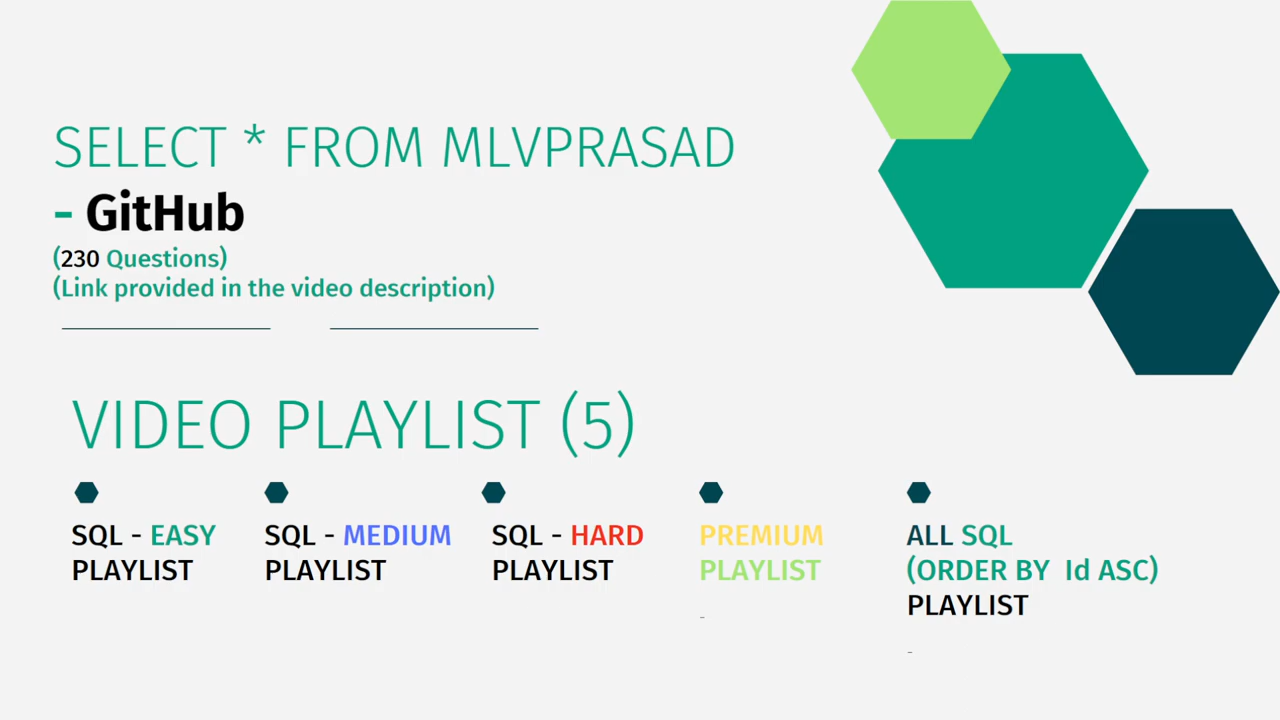 SELECT * FROM MLVPRASAD
- GitHub
(230 Questions)
(Link provided in the video description)
VIDEO PLAYLIST (5)
SQL - EASY
PLAYLIST
SQL - MEDIUM
PLAYLIST
SQL - HARD
PLAYLIST
PREMIUM
PLAYLIST
-
ALL SQL
(ORDER BY Id ASC)
PLAYLIST
-